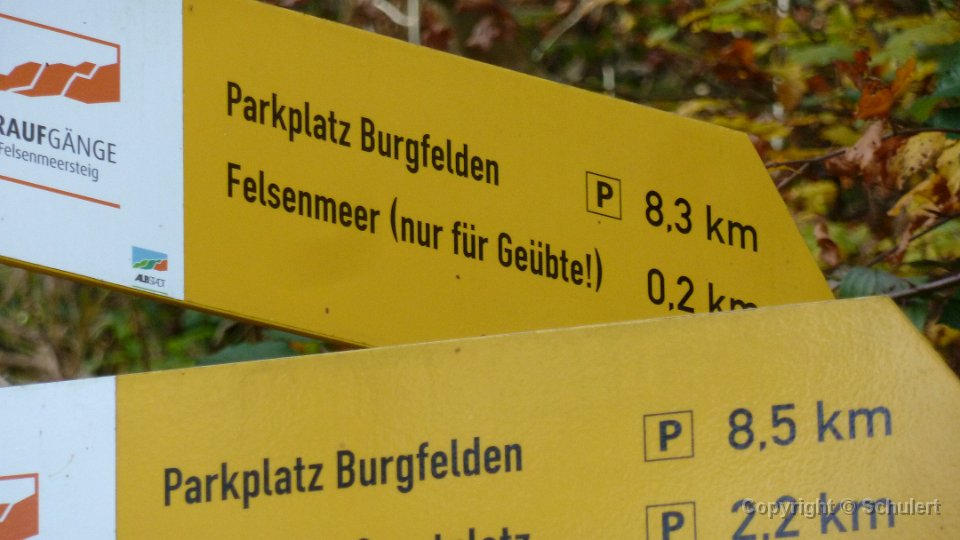 RAUFGÄNGE
Felsenmeersteig
ALBSTADT
Parkplatz Burgfelden P 8,3 km
Felsenmeer (nur für Geübte!) 0,2 km
Parkplatz Burgfelden P 8,5 km
P 2,2 km
Copyright © Schulert